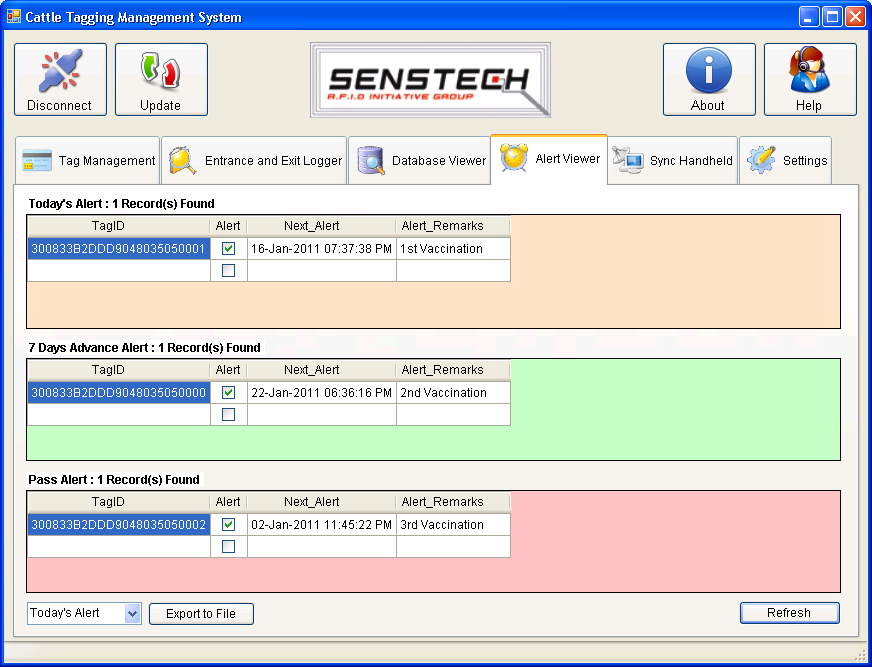 Cattle Tagging Management System
Disconnect
Update
SENSTECH
R.F.I.D INITIATIVE GROUP
About
Help
Tag Management
Entrance and Exit Logger
Database Viewer
Alert Viewer
Sync Handheld
Settings
Today's Alert : 1 Record(s) Found
TagID Alert Next_Alert Alert_Remarks
300833B2DDD9048035050001 16-Jan-2011 07:37:38 PM 1st Vaccination
7 Days Advance Alert : 1 Record(s) Found
TagID Alert Next_Alert Alert_Remarks
300833B2DDD9048035050000 22-Jan-2011 06:36:16 PM 2nd Vaccination
Pass Alert : 1 Record(s) Found
TagID Alert Next_Alert Alert_Remarks
300833B2DDD9048035050002 02-Jan-2011 11:45:22 PM 3rd Vaccination
Today's Alert
Export to File
Refresh